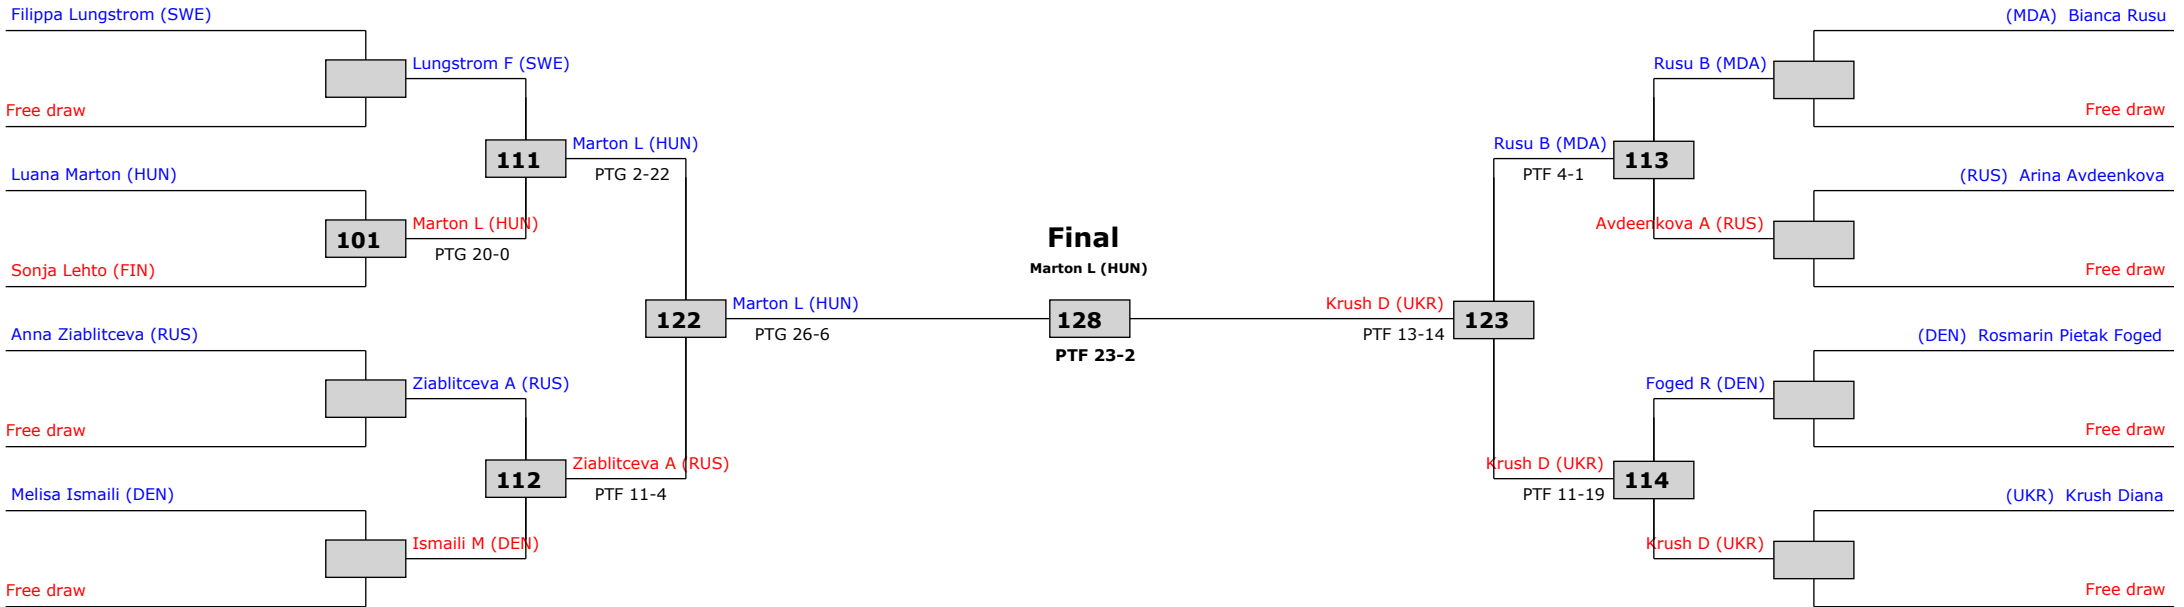 Filippa Lungstrom (SWE)
(MDA) Bianca Rusu
Lungstrom F (SWE)
Rusu B (MDA)
Free draw
Free draw
111
Marton L (HUN)
PTG 2-22
Rusu B (MDA)
PTF 4-1
113
Luana Marton (HUN)
(RUS) Arina Avdeenkova
101
Marton L (HUN)
PTG 20-0
Avdeenkova A (RUS)
Sonja Lehto (FIN)
Free draw
Final
Marton L (HUN)
122
Marton L (HUN)
PTG 26-6
128
PTF 23-2
Krush D (UKR)
PTF 13-14
123
Anna Ziablitceva (RUS)
(DEN) Rosmarin Pietak Foged
Ziablitceva A (RUS)
Foged R (DEN)
Free draw
Free draw
112
Ziablitceva A (RUS)
PTF 11-4
Krush D (UKR)
PTF 11-19
114
Melisa Ismaili (DEN)
(UKR) Krush Diana
Ismaili M (DEN)
Krush D (UKR)
Free draw
Free draw